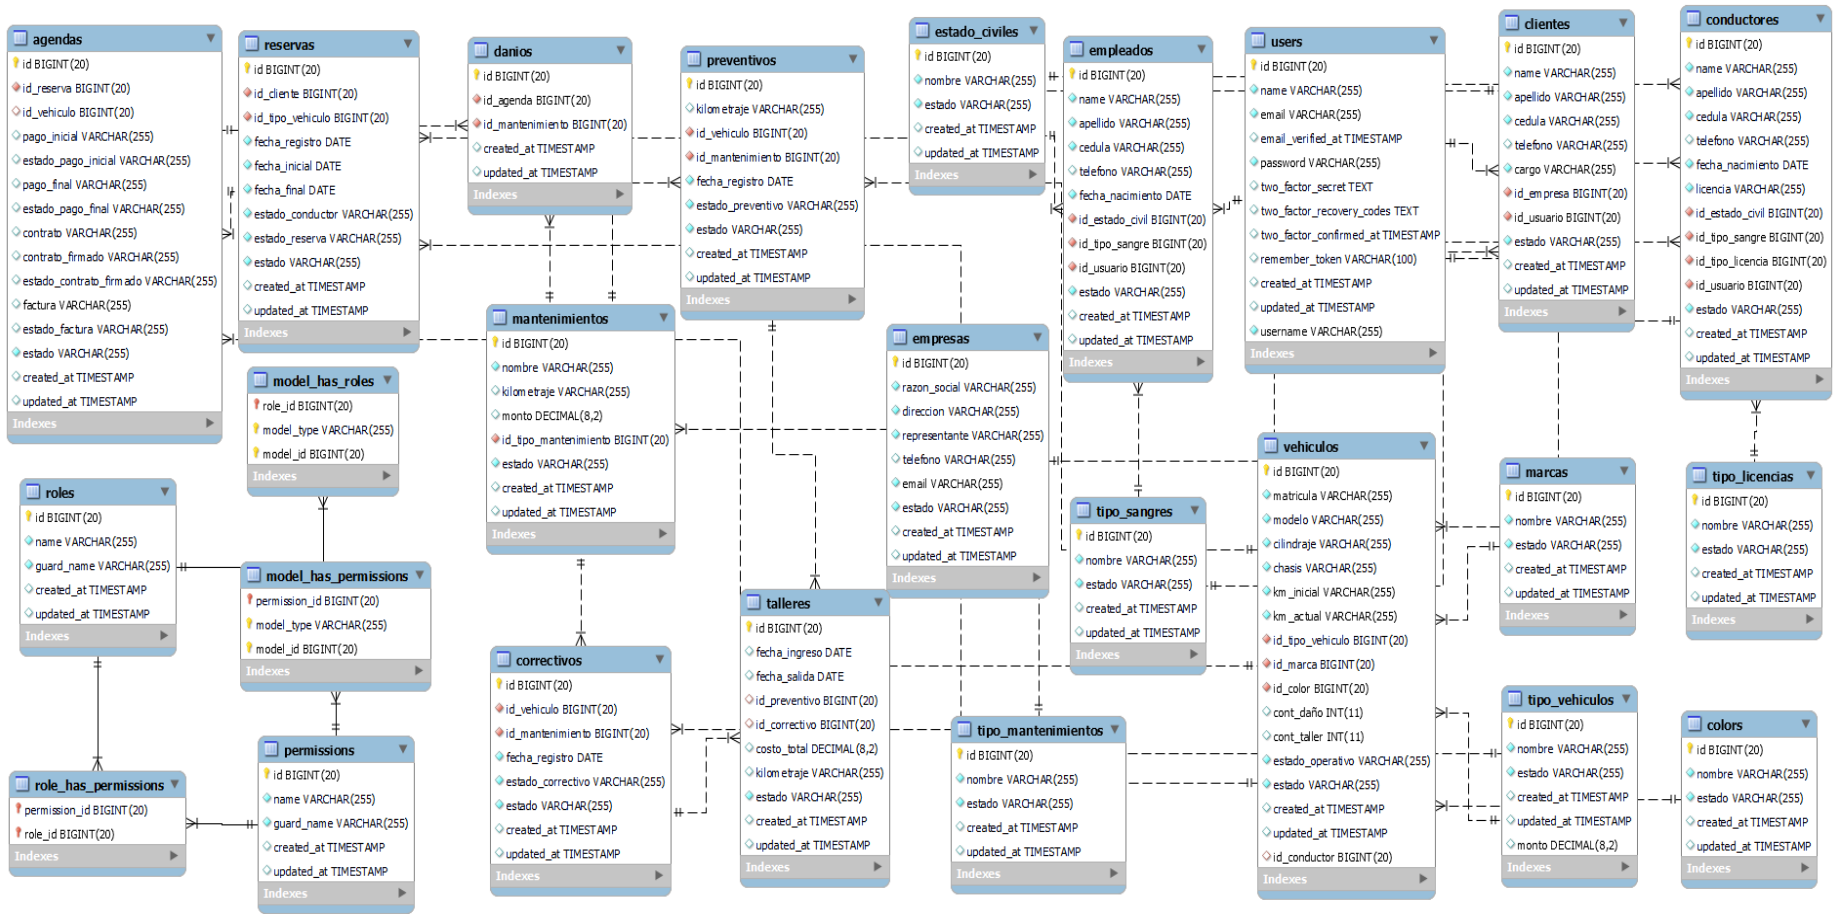 agendas
id BIGINT(20)
id_reserva BIGINT(20)
id_vehiculo BIGINT(20)
pago_inicial VARCHAR(255)
estado_pago_inicial VARCHAR(255)
pago_final VARCHAR(255)
estado_pago_final VARCHAR(255)
contrato VARCHAR(255)
contrato_firmado VARCHAR(255)
estado_contrato_firmado VARCHAR(255)
factura VARCHAR(255)
estado_factura VARCHAR(255)
estado VARCHAR(255)
created_at TIMESTAMP
updated_at TIMESTAMP
Indexes
reservas
id BIGINT(20)
id_cliente BIGINT(20)
id_tipo_vehiculo BIGINT(20)
fecha_registro DATE
fecha_inicial DATE
fecha_final DATE
estado_conductor VARCHAR(255)
estado_reserva VARCHAR(255)
estado VARCHAR(255)
created_at TIMESTAMP
updated_at TIMESTAMP
Indexes
danios
id BIGINT(20)
id_agenda BIGINT(20)
id_mantenimiento BIGINT(20)
created_at TIMESTAMP
updated_at TIMESTAMP
Indexes
preventivos
id BIGINT(20)
kilometraje VARCHAR(255)
id_vehiculo BIGINT(20)
id_mantenimiento BIGINT(20)
fecha_registro DATE
estado_preventivo VARCHAR(255)
estado VARCHAR(255)
created_at TIMESTAMP
updated_at TIMESTAMP
Indexes
estado_civiles
id BIGINT(20)
nombre VARCHAR(255)
estado VARCHAR(255)
created_at TIMESTAMP
updated_at TIMESTAMP
Indexes
empleados
id BIGINT(20)
name VARCHAR(255)
apellido VARCHAR(255)
cedula VARCHAR(255)
telefono VARCHAR(255)
fecha_nacimiento DATE
id_estado_civil BIGINT(20)
id_tipo_sangre BIGINT(20)
id_usuario BIGINT(20)
estado VARCHAR(255)
created_at TIMESTAMP
updated_at TIMESTAMP
Indexes
users
id BIGINT(20)
name VARCHAR(255)
email VARCHAR(255)
email_verified_at TIMESTAMP
password VARCHAR(255)
two_factor_secret TEXT
two_factor_recovery_codes TEXT
two_factor_confirmed_at TIMESTAMP
remember_token VARCHAR(100)
created_at TIMESTAMP
updated_at TIMESTAMP
username VARCHAR(255)
Indexes
clientes
id BIGINT(20)
name VARCHAR(255)
apellido VARCHAR(255)
cedula VARCHAR(255)
telefono VARCHAR(255)
cargo VARCHAR(255)
id_empresa BIGINT(20)
id_usuario BIGINT(20)
estado VARCHAR(255)
created_at TIMESTAMP
updated_at TIMESTAMP
Indexes
conductores
id BIGINT(20)
name VARCHAR(255)
apellido VARCHAR(255)
cedula VARCHAR(255)
telefono VARCHAR(255)
fecha_nacimiento DATE
licencia VARCHAR(255)
id_estado_civil BIGINT(20)
id_tipo_sangre BIGINT(20)
id_tipo_licencia BIGINT(20)
id_usuario BIGINT(20)
estado VARCHAR(255)
created_at TIMESTAMP
updated_at TIMESTAMP
Indexes
model_has_roles
role_id BIGINT(20)
model_type VARCHAR(255)
model_id BIGINT(20)
Indexes
mantenimientos
id BIGINT(20)
nombre VARCHAR(255)
kilometraje VARCHAR(255)
monto DECIMAL(8,2)
id_tipo_mantenimiento BIGINT(20)
estado VARCHAR(255)
created_at TIMESTAMP
updated_at TIMESTAMP
Indexes
empresas
id BIGINT(20)
razon_social VARCHAR(255)
direccion VARCHAR(255)
representante VARCHAR(255)
telefono VARCHAR(255)
email VARCHAR(255)
estado VARCHAR(255)
created_at TIMESTAMP
updated_at TIMESTAMP
Indexes
roles
id BIGINT(20)
name VARCHAR(255)
guard_name VARCHAR(255)
created_at TIMESTAMP
updated_at TIMESTAMP
Indexes
model_has_permissions
permission_id BIGINT(20)
model_type VARCHAR(255)
model_id BIGINT(20)
Indexes
tipo_sangres
id BIGINT(20)
nombre VARCHAR(255)
estado VARCHAR(255)
created_at TIMESTAMP
updated_at TIMESTAMP
Indexes
vehiculos
id BIGINT(20)
matricula VARCHAR(255)
modelo VARCHAR(255)
cilindraje VARCHAR(255)
chasis VARCHAR(255)
km_inicial VARCHAR(255)
km_actual VARCHAR(255)
id_tipo_vehiculo BIGINT(20)
id_marca BIGINT(20)
id_color BIGINT(20)
cont_daño INT(11)
cont_taller INT(11)
estado_operativo VARCHAR(255)
estado VARCHAR(255)
created_at TIMESTAMP
updated_at TIMESTAMP
id_conductor BIGINT(20)
Indexes
marcas
id BIGINT(20)
nombre VARCHAR(255)
estado VARCHAR(255)
created_at TIMESTAMP
updated_at TIMESTAMP
Indexes
tipo_licencias
id BIGINT(20)
nombre VARCHAR(255)
estado VARCHAR(255)
created_at TIMESTAMP
updated_at TIMESTAMP
Indexes
role_has_permissions
permission_id BIGINT(20)
role_id BIGINT(20)
Indexes
permissions
id BIGINT(20)
name VARCHAR(255)
guard_name VARCHAR(255)
created_at TIMESTAMP
updated_at TIMESTAMP
Indexes
correctivos
id BIGINT(20)
id_vehiculo BIGINT(20)
id_mantenimiento BIGINT(20)
fecha_registro DATE
estado_correctivo VARCHAR(255)
estado VARCHAR(255)
created_at TIMESTAMP
updated_at TIMESTAMP
Indexes
talleres
id BIGINT(20)
fecha_ingreso DATE
fecha_salida DATE
id_preventivo BIGINT(20)
id_correctivo BIGINT(20)
costo_total DECIMAL(8,2)
kilometraje VARCHAR(255)
estado VARCHAR(255)
created_at TIMESTAMP
updated_at TIMESTAMP
Indexes
tipo_mantenimientos
id BIGINT(20)
nombre VARCHAR(255)
estado VARCHAR(255)
created_at TIMESTAMP
updated_at TIMESTAMP
Indexes
tipo_vehiculos
id BIGINT(20)
nombre VARCHAR(255)
estado VARCHAR(255)
created_at TIMESTAMP
updated_at TIMESTAMP
monto DECIMAL(8,2)
Indexes
colors
id BIGINT(20)
nombre VARCHAR(255)
estado VARCHAR(255)
created_at TIMESTAMP
updated_at TIMESTAMP
Indexes